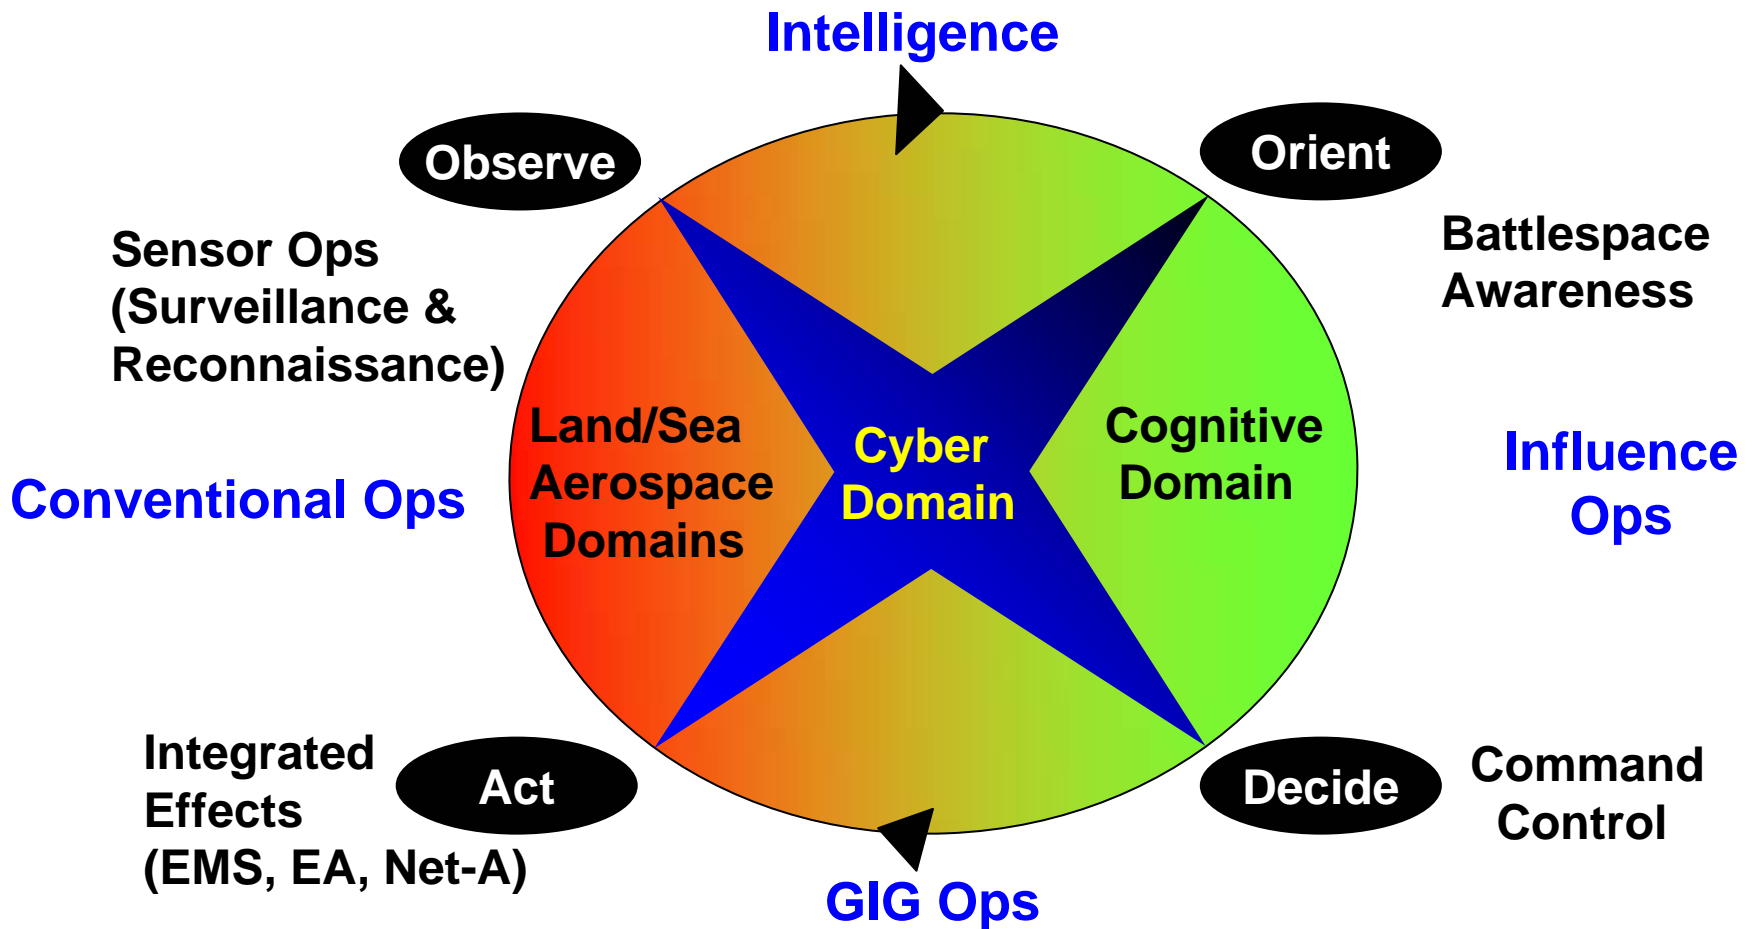 Intelligence
Observe
Orient
Sensor Ops
(Surveillance &
Reconnaissance)
Battlespace
Awareness
Land/Sea
Aerospace
Domains
Cyber
Domain
Cognitive
Domain
Conventional Ops
Influence
Ops
Integrated
Effects
(EMS, EA, Net-A)
Act
Decide
Command
Control
GIG Ops